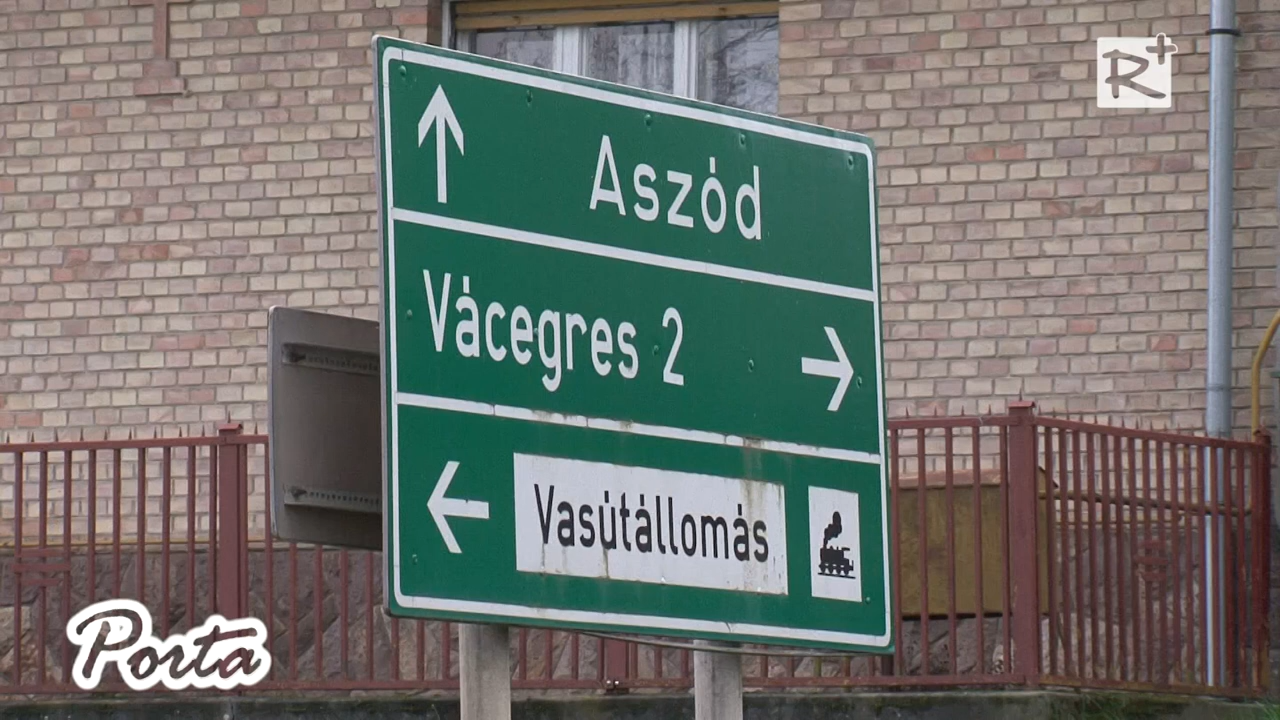 R+
Aszód
Vácegres 2
Vasútállomás
Porta